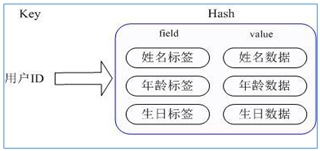 Key
Hash
field
value
姓名标签
姓名数据
用户ID
年龄标签
年龄数据
生日标签
生日数据